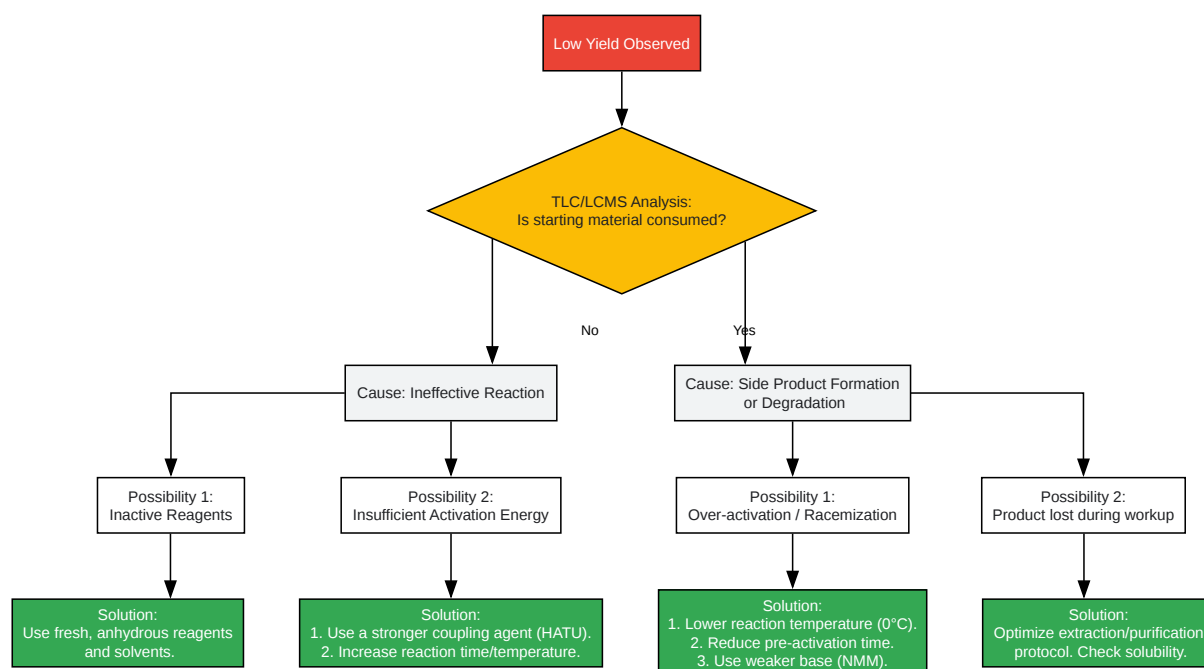 Low Yield Observed
TLC/LCMS Analysis:
Is starting material consumed?
No
Yes
Cause: Ineffective Reaction
Cause: Side Product Formation
or Degradation
Possibility 1:
Inactive Reagents
Possibility 2:
Insufficient Activation Energy
Possibility 1:
Over-activation / Racemization
Possibility 2:
Product lost during workup
Solution:
Use fresh, anhydrous reagents
and solvents.
Solution:
1. Use a stronger coupling agent (HATU).
2. Increase reaction time/temperature.
Solution:
1. Lower reaction temperature (0°C).
2. Reduce pre-activation time.
3. Use weaker base (NMM).
Solution:
Optimize extraction/purification
protocol. Check solubility.